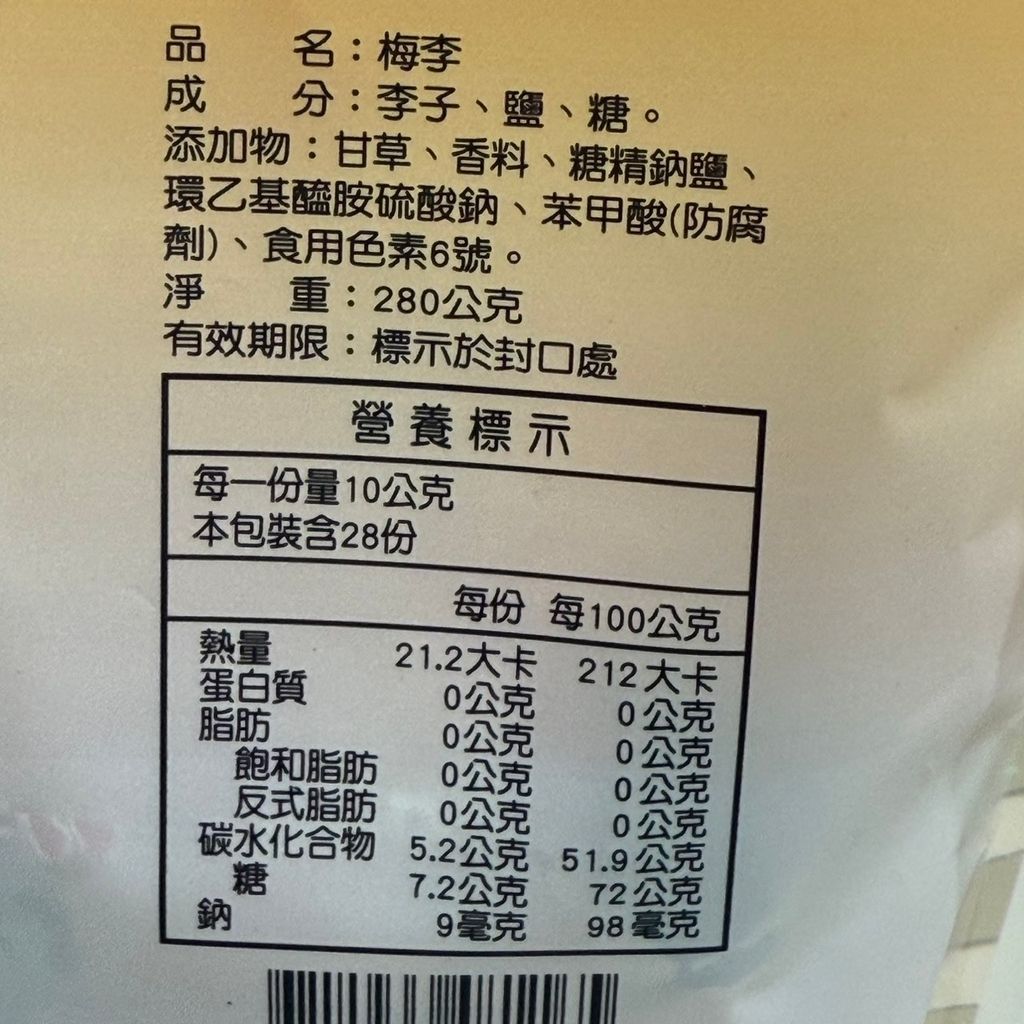 品 名：梅李
成 分：李子、鹽、糖。
添加物：甘草、香料、糖精鈉鹽、
環乙基醯胺硫酸鈉、苯甲酸(防腐
劑)、食用色素6號。
淨 重：280公克
有效期限：標示於封口處
營養標示
每一份量10公克
本包裝含28份
每份 每100公克
熱量 21.2大卡 212大卡
蛋白質 0公克 0公克
脂肪 0公克 0公克
飽和脂肪 0公克 0公克
反式脂肪 0公克 0公克
碳水化合物 5.2公克 51.9公克
糖 7.2公克 72公克
鈉 9毫克 98毫克